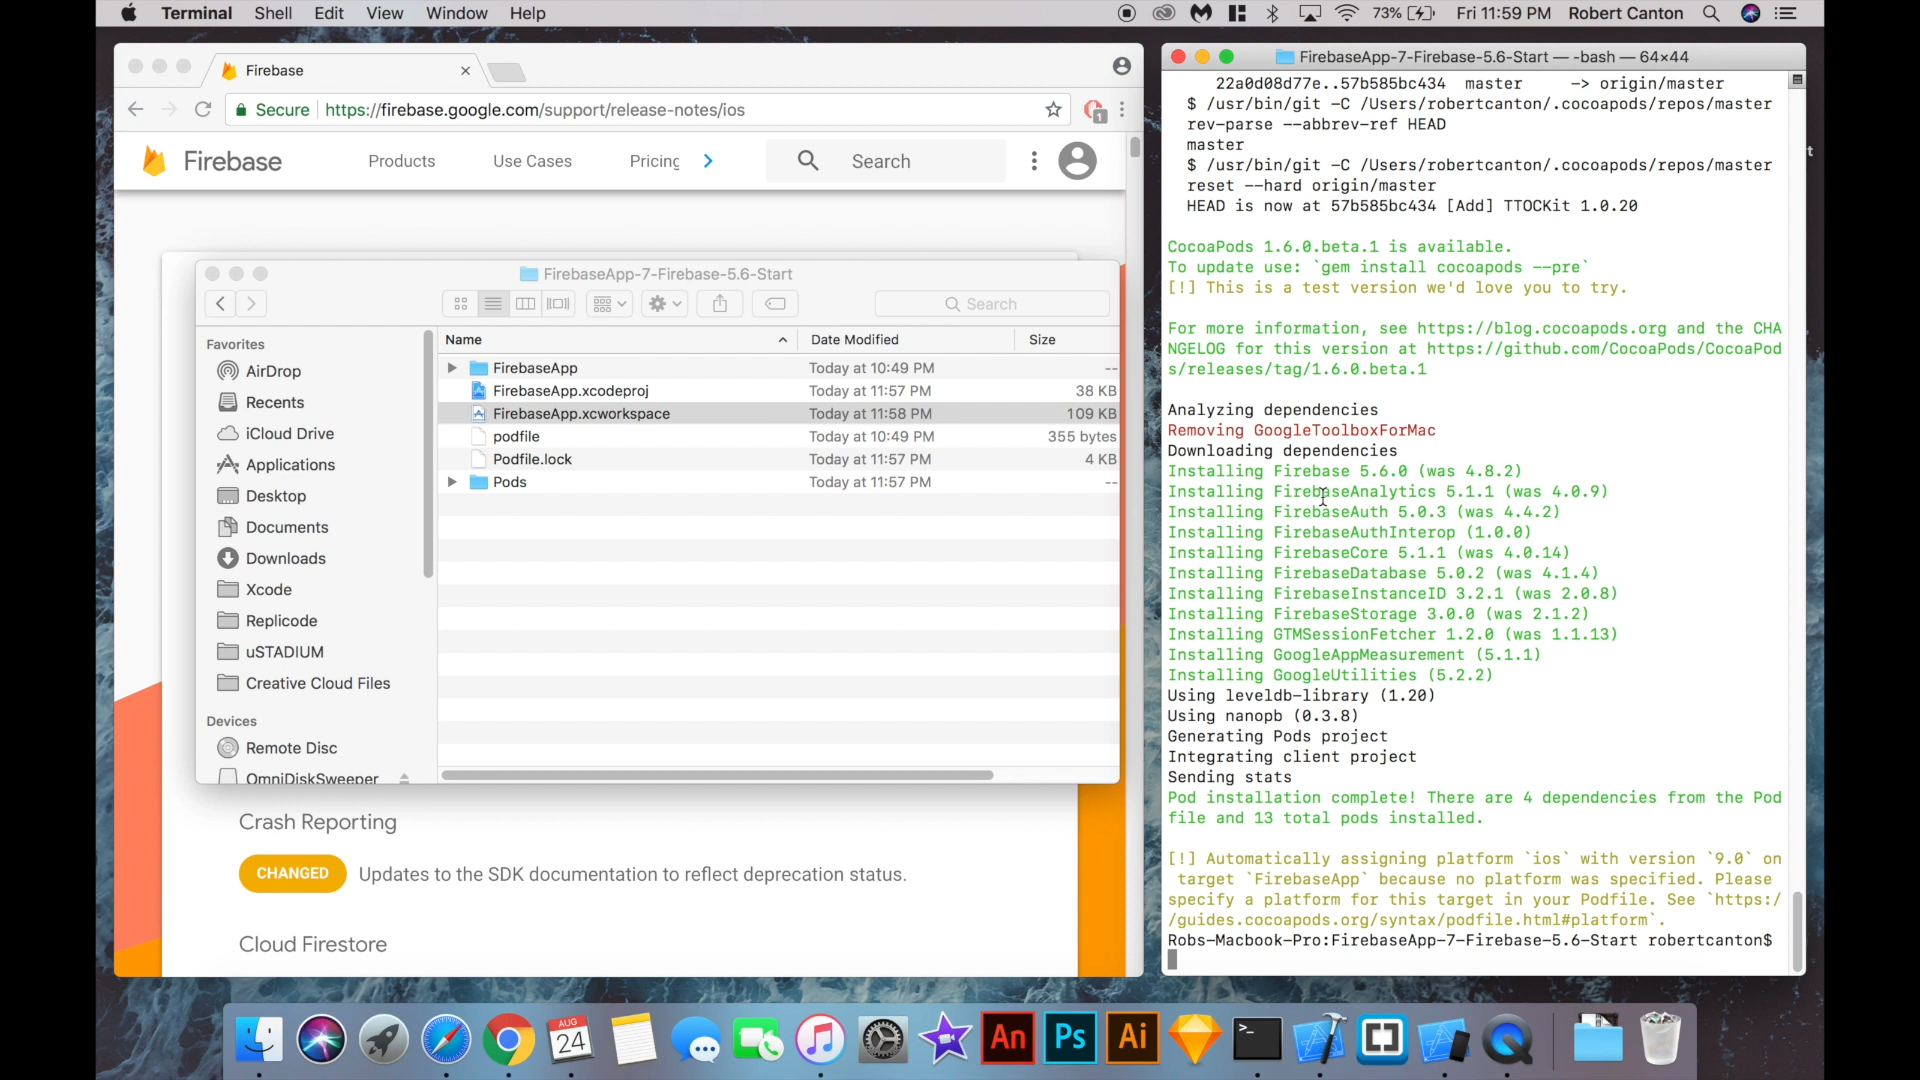 Terminal Shell Edit View Window Help
73% Fri 11:59 PM Robert Canton
Firebase
Secure https://firebase.google.com/support/release-notes/ios
1
Firebase Products Use Cases Pricing Search
FirebaseApp-7-Firebase-5.6-Start
Search
Favorites
AirDrop
Recents
iCloud Drive
Applications
Desktop
Documents
Downloads
Xcode
Replicode
uSTADIUM
Creative Cloud Files
Devices
Remote Disc
OmniDiskSweeper
Name Date Modified Size
FirebaseApp Today at 10:49 PM --
FirebaseApp.xcodeproj Today at 11:57 PM 38 KB
FirebaseApp.xcworkspace Today at 11:58 PM 109 KB
podfile Today at 10:49 PM 355 bytes
Podfile.lock Today at 11:57 PM 4 KB
Pods Today at 11:57 PM --
Crash Reporting
CHANGED Updates to the SDK documentation to reflect deprecation status.
Cloud Firestore
FirebaseApp-7-Firebase-5.6-Start — -bash — 64×44
22a0d08d77e..57b585bc434 master -> origin/master
$ /usr/bin/git -C /Users/robertcanton/.cocoapods/repos/master
rev-parse --abbrev-ref HEAD
master
$ /usr/bin/git -C /Users/robertcanton/.cocoapods/repos/master
reset --hard origin/master
HEAD is now at 57b585bc434 [Add] TTOCKit 1.0.20
CocoaPods 1.6.0.beta.1 is available.
To update use: `gem install cocoapods --pre`
[!] This is a test version we'd love you to try.
For more information, see https://blog.cocoapods.org and the CHA
NGELOG for this version at https://github.com/CocoaPods/CocoaPod
s/releases/tag/1.6.0.beta.1
Analyzing dependencies
Removing GoogleToolboxForMac
Downloading dependencies
Installing Firebase 5.6.0 (was 4.8.2)
Installing FirebaseAnalytics 5.1.1 (was 4.0.9)
Installing FirebaseAuth 5.0.3 (was 4.4.2)
Installing FirebaseAuthInterop (1.0.0)
Installing FirebaseCore 5.1.1 (was 4.0.14)
Installing FirebaseDatabase 5.0.2 (was 4.1.4)
Installing FirebaseInstanceID 3.2.1 (was 2.0.8)
Installing FirebaseStorage 3.0.0 (was 2.1.2)
Installing GTMSessionFetcher 1.2.0 (was 1.1.13)
Installing GoogleAppMeasurement (5.1.1)
Installing GoogleUtilities (5.2.2)
Using leveldb-library (1.20)
Using nanopb (0.3.8)
Generating Pods project
Integrating client project
Sending stats
Pod installation complete! There are 4 dependencies from the Pod
file and 13 total pods installed.
[!] Automatically assigning platform `ios` with version `9.0` on
target `FirebaseApp` because no platform was specified. Please
specify a platform for this target in your Podfile. See `https:/
/guides.cocoapods.org/syntax/podfile.html#platform`.
Robs-Macbook-Pro:FirebaseApp-7-Firebase-5.6-Start robertcanton$
AUG
24
An
Ps
Ai
>_